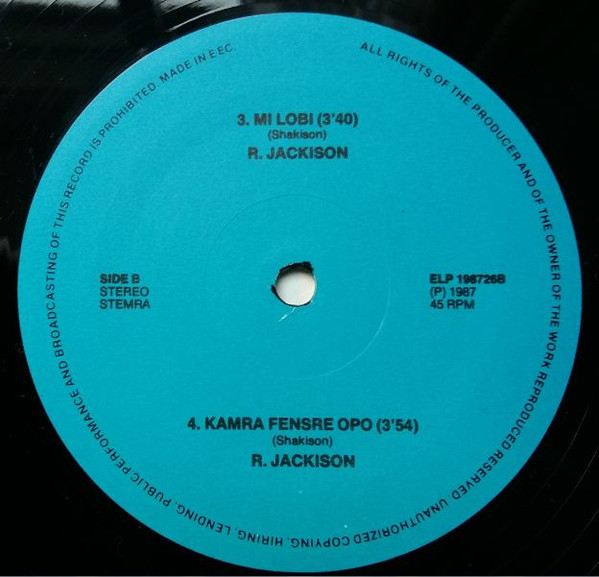 ALL RIGHTS OF THE PRODUCER AND OF THE OWNER OF THE WORK REPRODUCED RESERVED. UNAUTHORIZED COPYING, HIRING, LENDING, PUBLIC PERFORMANCE AND BROADCASTING OF THIS RECORD IS PROHIBITED. MADE IN EEC.
3. MI LOBI (3'40)
(Shakison)
R. JACKISON
SIDE B
STEREO
STEMRA
ELP 198726B
(P) 1987
45 RPM
4. KAMRA FENSRE OPO (3'54)
(Shakison)
R. JACKISON